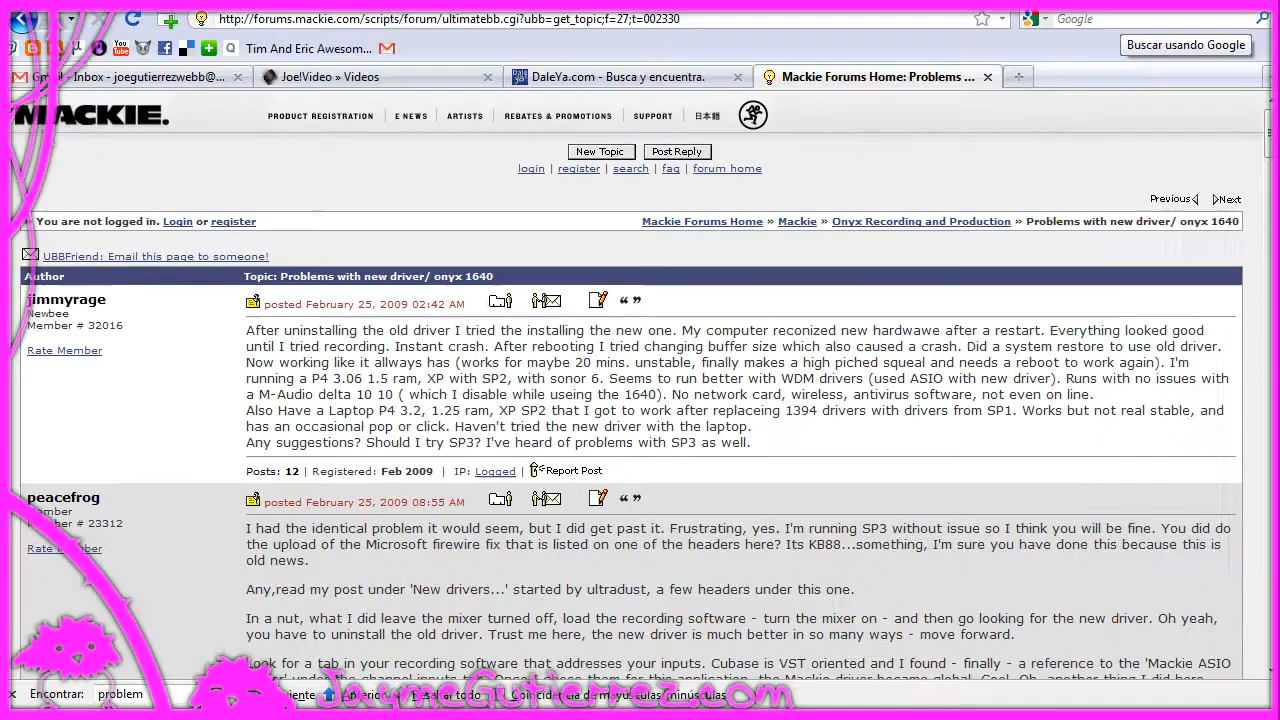 http://forums.mackie.com/scripts/forum/ultimatebb.cgi?ubb=get_topic;f=27;t=002330
Google
You Tube
Tim And Eric Awesom...
Buscar usando Google
Inbox - joegutierrezwebb@...
Joe!Video » Videos
DaleYa.com - Busca y encuentra.
Mackie Forums Home: Problems ...
MACKIE.
PRODUCT REGISTRATION
E NEWS
ARTISTS
REBATES & PROMOTIONS
SUPPORT
日本語
New Topic
Post Reply
login | register | search | faq | forum home
Previous
Next
» You are not logged in. Login or register
Mackie Forums Home » Mackie » Onyx Recording and Production » Problems with new driver/ onyx 1640
UBBFriend: Email this page to someone!
Author
Topic: Problems with new driver/ onyx 1640
jimmyrage
Newbee
Member # 32016
Rate Member
posted February 25, 2009 02:42 AM
“ ”
After uninstalling the old driver I tried the installing the new one. My computer reconized new hardwawe after a restart. Everything looked good
until I tried recording. Instant crash. After rebooting I tried changing buffer size which also caused a crash. Did a system restore to use old driver.
Now working like it allways has (works for maybe 20 mins. unstable, finally makes a high piched squeal and needs a reboot to work again). I'm
running a P4 3.06 1.5 ram, XP with SP2, with sonor 6. Seems to run better with WDM drivers (used ASIO with new driver). Runs with no issues with
a M-Audio delta 10 10 ( which I disable while useing the 1640). No network card, wireless, antivirus software, not even on line.
Also Have a Laptop P4 3.2, 1.25 ram, XP SP2 that I got to work after replaceing 1394 drivers with drivers from SP1. Works but not real stable, and
has an occasional pop or click. Haven't tried the new driver with the laptop.
Any suggestions? Should I try SP3? I've heard of problems with SP3 as well.
Posts: 12 | Registered: Feb 2009 | IP: Logged | Report Post
peacefrog
Member
Member # 23312
Rate Member
posted February 25, 2009 08:55 AM
“ ”
I had the identical problem it would seem, but I did get past it. Frustrating, yes. I'm running SP3 without issue so I think you will be fine. You did do
the upload of the Microsoft firewire fix that is listed on one of the headers here? Its KB88...something, I'm sure you have done this because this is
old news.
Any,read my post under 'New drivers...' started by ultradust, a few headers under this one.
In a nut, what I did leave the mixer turned off, load the recording software - turn the mixer on - and then go looking for the new driver. Oh yeah,
you have to uninstall the old driver. Trust me here, the new driver is much better in so many ways - move forward.
Look for a tab in your recording software that addresses your inputs. Cubase is VST oriented and I found - finally - a reference to the 'Mackie ASIO
Encontrar: problem
JaymeGutierrez.com